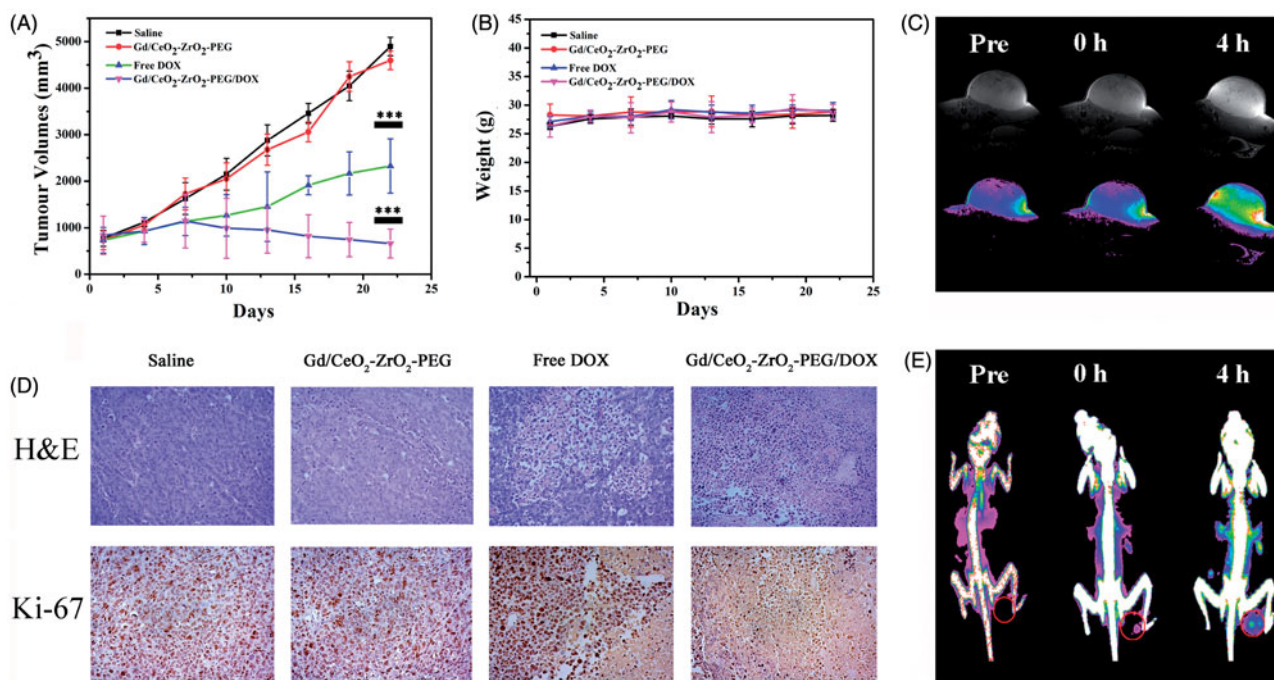 (A)
Tumour Volumes (mm³)
5000
4000
3000
2000
1000
0
0 5 10 15 20 25
Days
Saline
Gd/CeO₂-ZrO₂-PEG
Free DOX
Gd/CeO₂-ZrO₂-PEG/DOX
***
***
(B)
Weight (g)
45
40
35
30
25
20
15
10
5
0
0 5 10 15 20 25
Days
Saline
Gd/CeO₂-ZrO₂-PEG
Free DOX
Gd/CeO₂-ZrO₂-PEG/DOX
(C)
Pre 0 h 4 h
(D)
Saline Gd/CeO₂-ZrO₂-PEG Free DOX Gd/CeO₂-ZrO₂-PEG/DOX
H&E
Ki-67
(E)
Pre 0 h 4 h